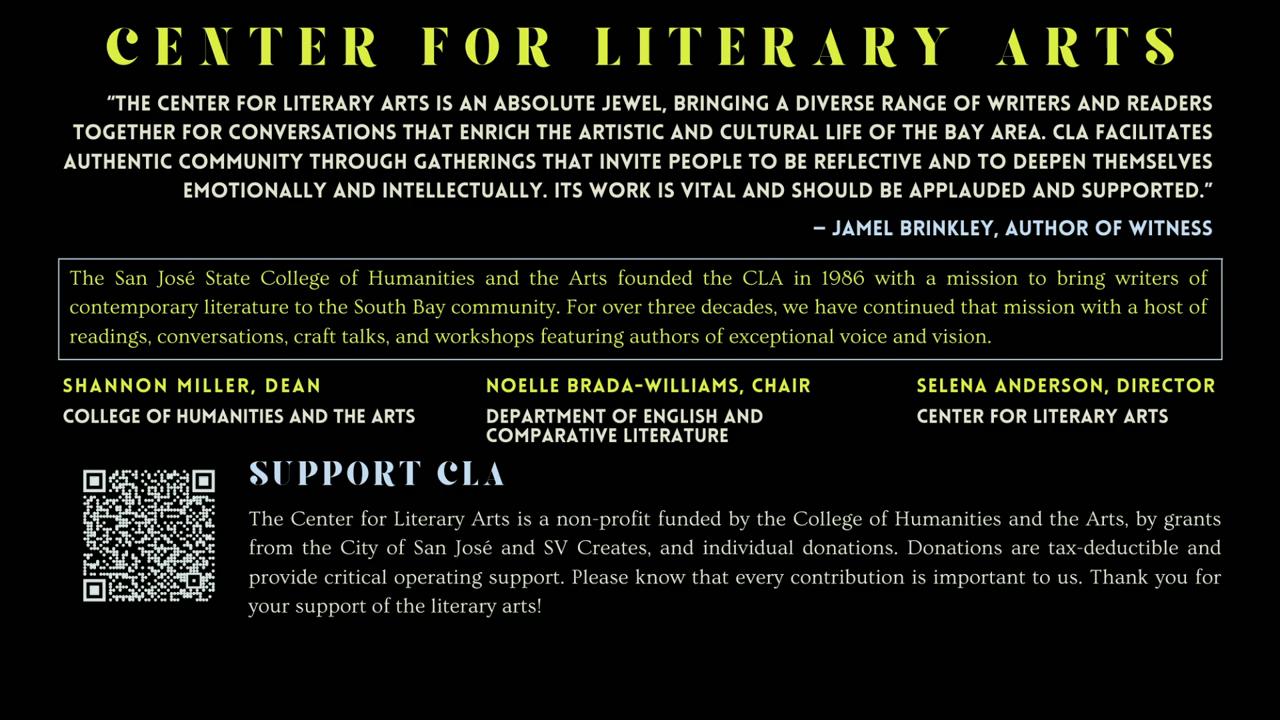 CENTER FOR LITERARY ARTS
“THE CENTER FOR LITERARY ARTS IS AN ABSOLUTE JEWEL, BRINGING A DIVERSE RANGE OF WRITERS AND READERS
TOGETHER FOR CONVERSATIONS THAT ENRICH THE ARTISTIC AND CULTURAL LIFE OF THE BAY AREA. CLA FACILITATES
AUTHENTIC COMMUNITY THROUGH GATHERINGS THAT INVITE PEOPLE TO BE REFLECTIVE AND TO DEEPEN THEMSELVES
EMOTIONALLY AND INTELLECTUALLY. ITS WORK IS VITAL AND SHOULD BE APPLAUDED AND SUPPORTED.”
– JAMEL BRINKLEY, AUTHOR OF WITNESS
The San José State College of Humanities and the Arts founded the CLA in 1986 with a mission to bring writers of
contemporary literature to the South Bay community. For over three decades, we have continued that mission with a host of
readings, conversations, craft talks, and workshops featuring authors of exceptional voice and vision.
SHANNON MILLER, DEAN
COLLEGE OF HUMANITIES AND THE ARTS
NOELLE BRADA-WILLIAMS, CHAIR
DEPARTMENT OF ENGLISH AND
COMPARATIVE LITERATURE
SELENA ANDERSON, DIRECTOR
CENTER FOR LITERARY ARTS
SUPPORT CLA
The Center for Literary Arts is a non-profit funded by the College of Humanities and the Arts, by grants
from the City of San José and SV Creates, and individual donations. Donations are tax-deductible and
provide critical operating support. Please know that every contribution is important to us. Thank you for
your support of the literary arts!